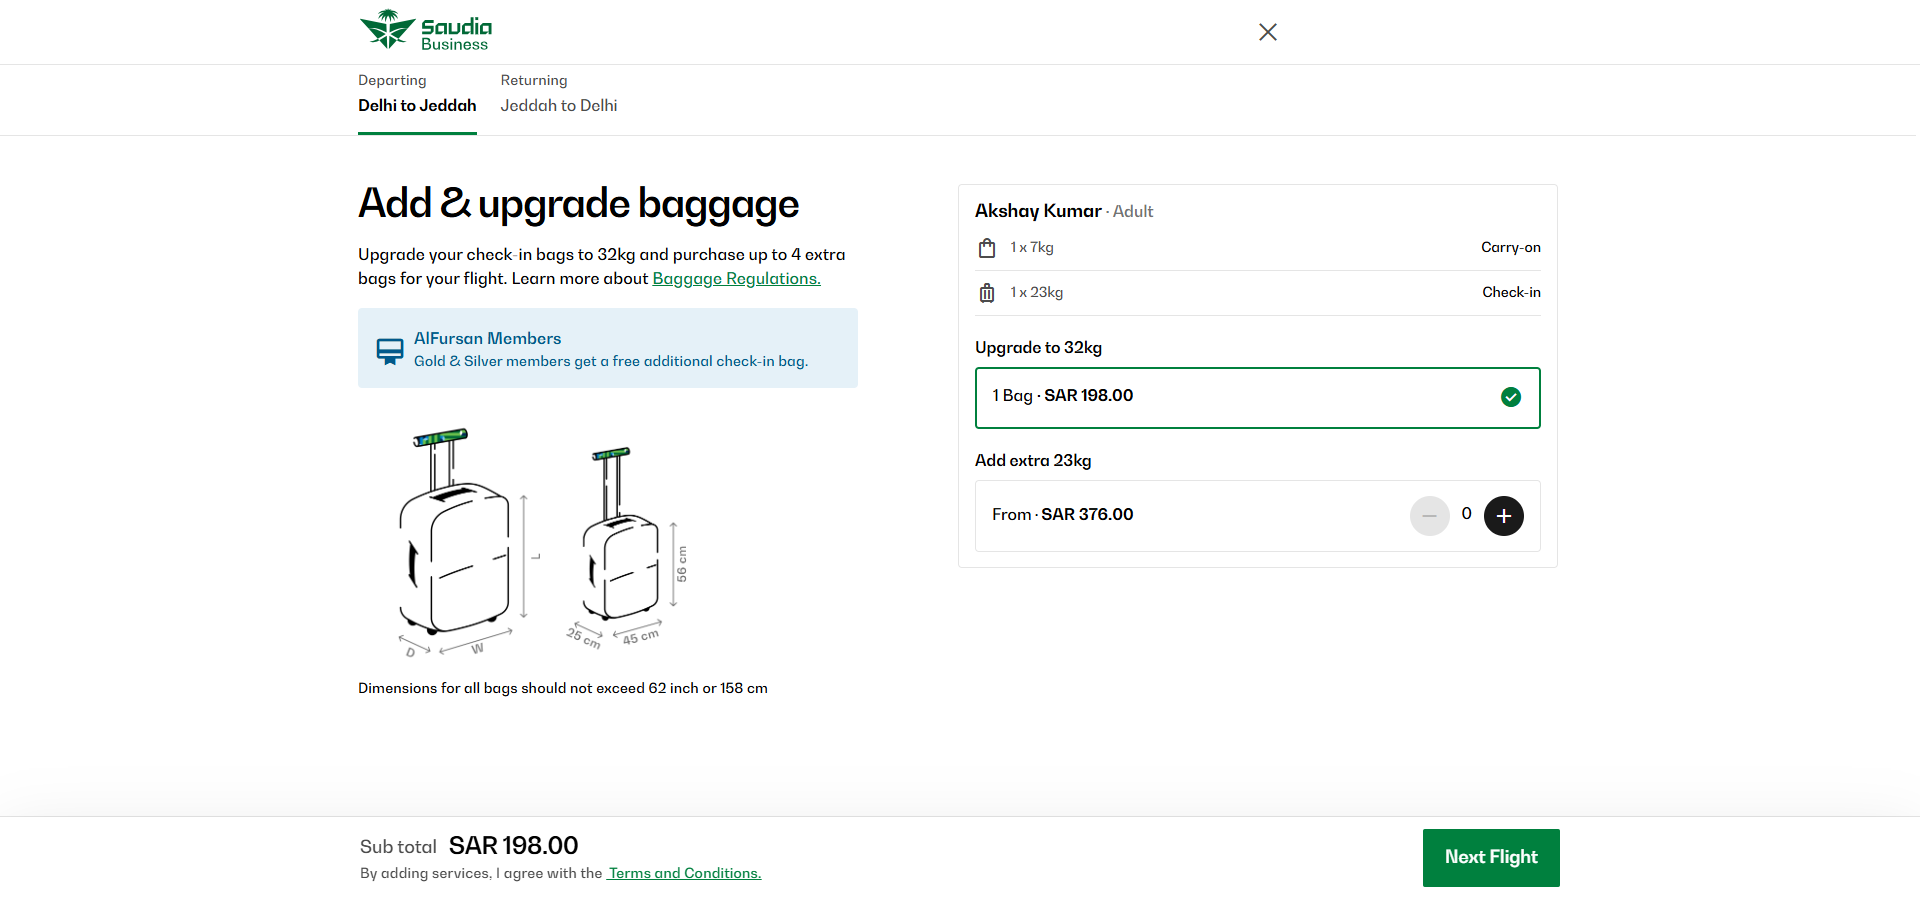 Saudia
Business
Departing
Delhi to Jeddah
Returning
Jeddah to Delhi
Add & upgrade baggage
Upgrade your check-in bags to 32kg and purchase up to 4 extra
bags for your flight. Learn more about Baggage Regulations.
AlFursan Members
Gold & Silver members get a free additional check-in bag.
L
D
W
56 cm
25 cm
45 cm
Dimensions for all bags should not exceed 62 inch or 158 cm
Akshay Kumar · Adult
1 x 7kg
Carry-on
1 x 23kg
Check-in
Upgrade to 32kg
1 Bag · SAR 198.00
Add extra 23kg
From · SAR 376.00
0
Sub total SAR 198.00
By adding services, I agree with the Terms and Conditions.
Next Flight